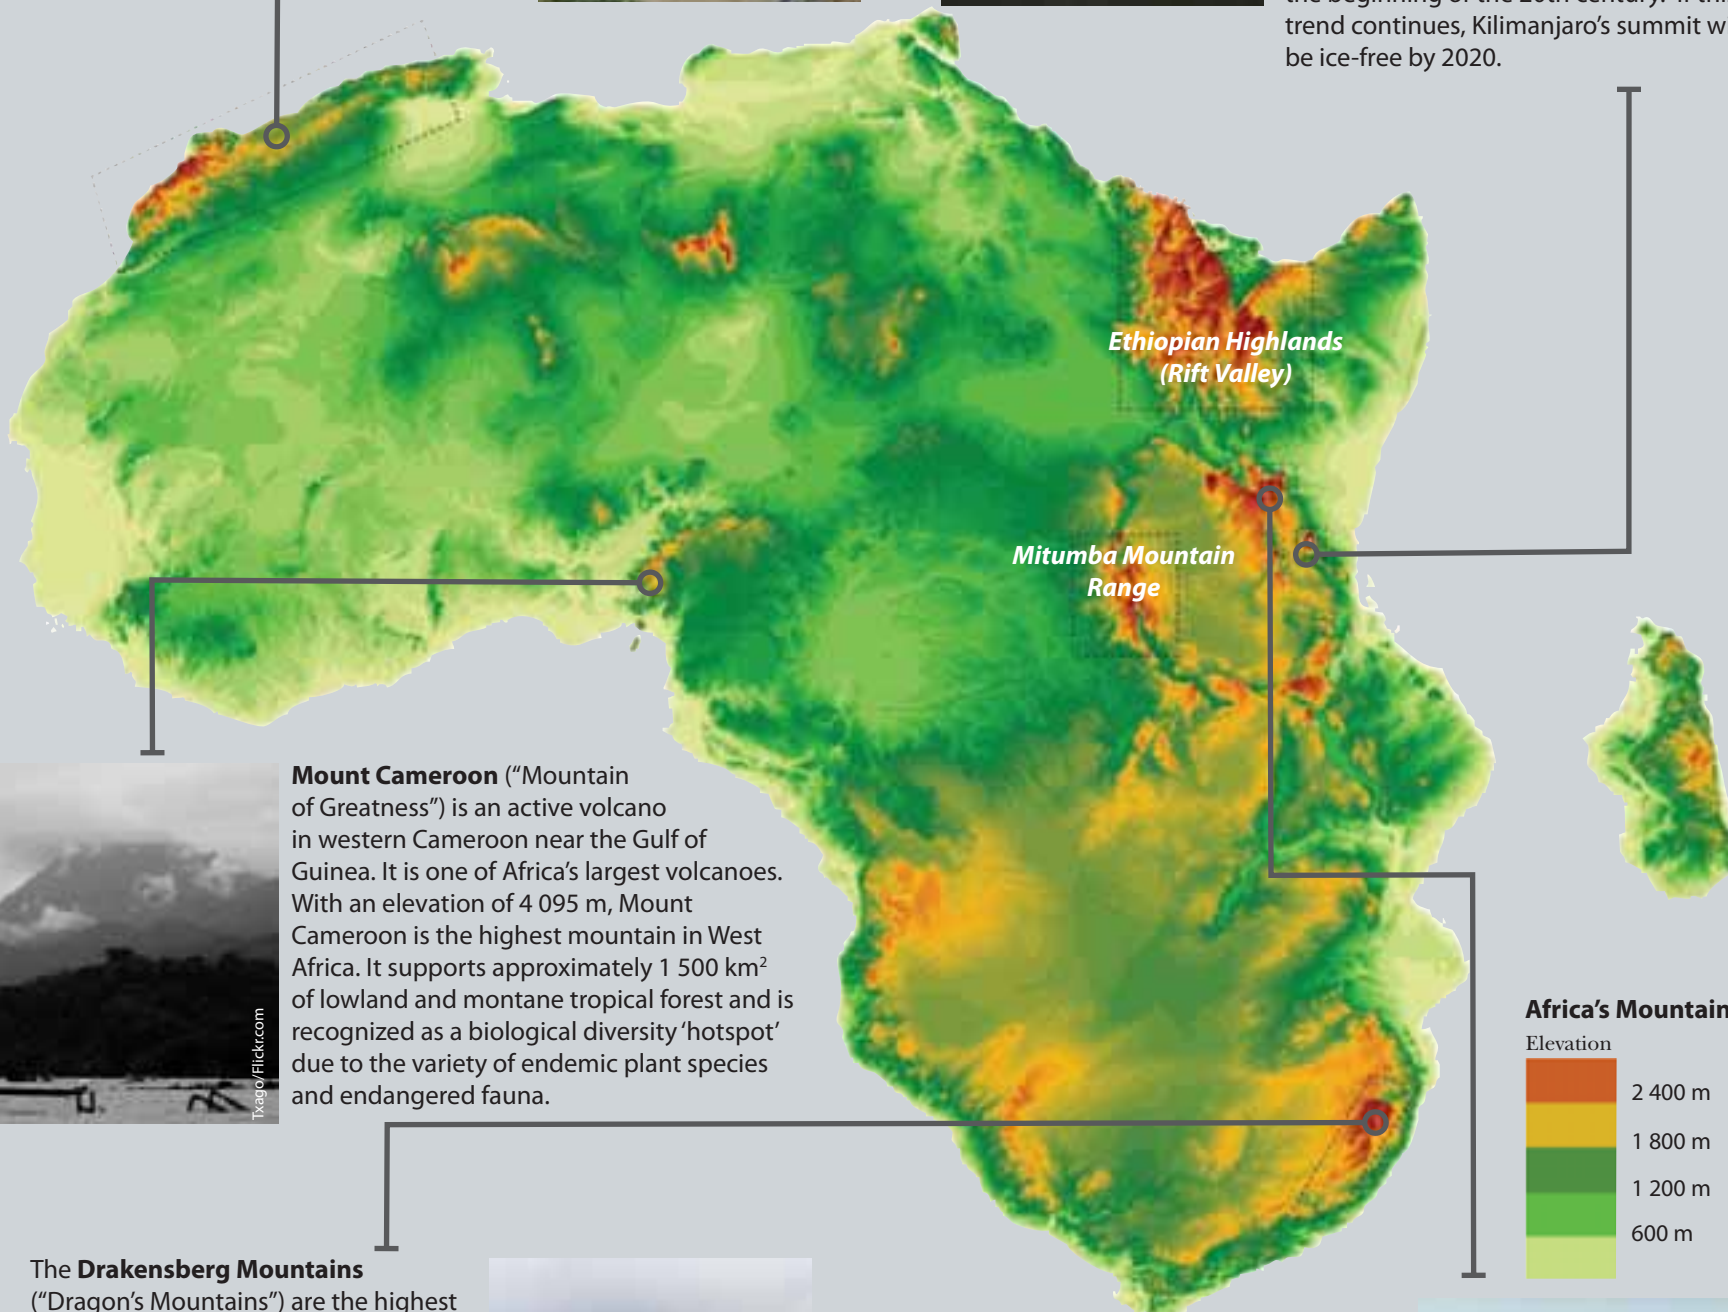 trend continues, Kilimanjaro’s summit
be ice-free by 2020.
Ethiopian Highlands
(Rift Valley)
Mitumba Mountain
Range
Mount Cameroon (“Mountain
of Greatness”) is an active volcano
in western Cameroon near the Gulf of
Guinea. It is one of Africa’s largest volcanoes.
With an elevation of 4 095 m, Mount
Cameroon is the highest mountain in West
Africa. It supports approximately 1 500 km²
of lowland and montane tropical forest and is
recognized as a biological diversity ‘hotspot’
due to the variety of endemic plant species
and endangered fauna.
Txago/Flickr.com
Africa’s Mountain
Elevation
2 400 m
1 800 m
1 200 m
600 m
The Drakensberg Mountains
(“Dragon’s Mountains”) are the highest